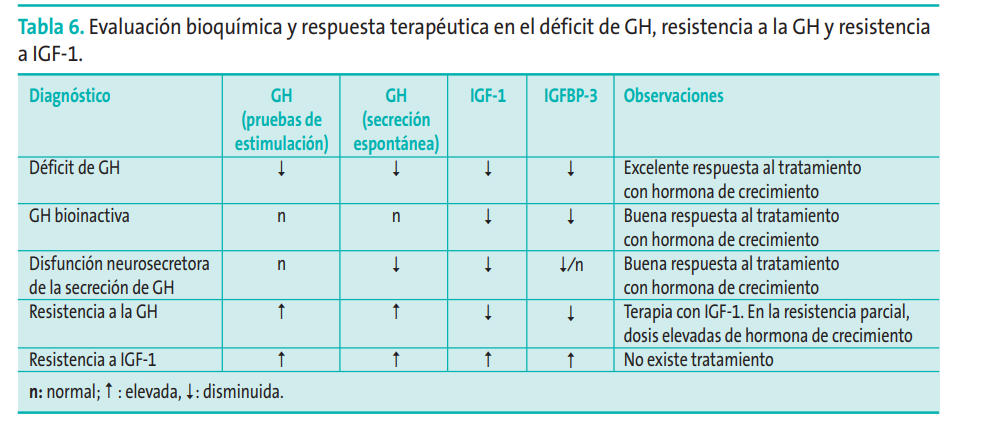 Tabla 6. Evaluación bioquímica y respuesta terapéutica en el déficit de GH, resistencia a la GH y resistencia
a IGF-1.
Diagnóstico GH (pruebas de estimulación) GH (secreción espontánea) IGF-1 IGFBP-3 Observaciones
Déficit de GH ↓ ↓ ↓ ↓ Excelente respuesta al tratamiento
con hormona de crecimiento
GH bioinactiva n n ↓ ↓ Buena respuesta al tratamiento
con hormona de crecimiento
Disfunción neurosecretora n ↓ ↓ ↓/n Buena respuesta al tratamiento
de la secreción de GH con hormona de crecimiento
Resistencia a la GH ↑ ↑ ↓ ↓ Terapia con IGF-1. En la resistencia parcial,
dosis elevadas de hormona de crecimiento
Resistencia a IGF-1 ↑ ↑ ↑ ↑ No existe tratamiento
n: normal; ↑ : elevada, ↓: disminuida.